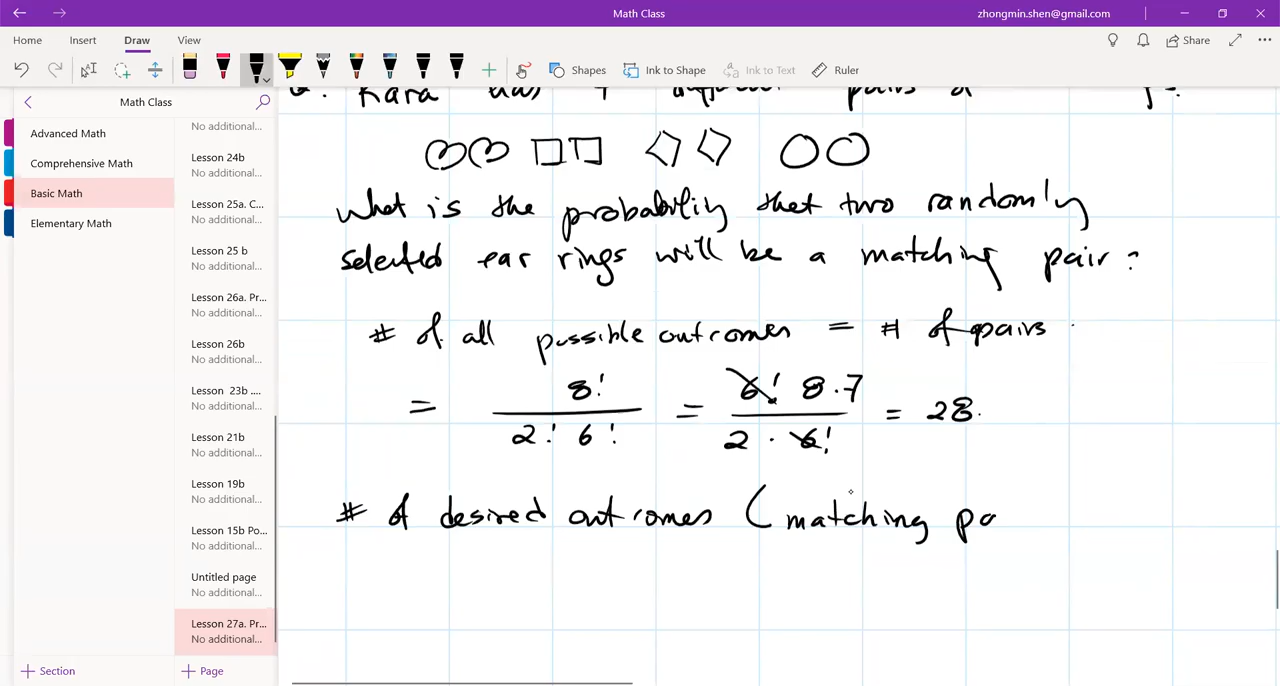 Math Class
zhongmin.shen@gmail.com
Home Insert Draw View
Share
Shapes
Ink to Shape
Ink to Text
Ruler
Math Class
Advanced Math
Comprehensive Math
Basic Math
Elementary Math
No additional...
Lesson 24b
No additional...
Lesson 25a. C...
No additional...
Lesson 25 b
No additional...
Lesson 26a. Pr...
No additional...
Lesson 26b
No additional...
Lesson 23b ....
No additional...
Lesson 21b
No additional...
Lesson 19b
No additional...
Lesson 15b Po...
No additional...
Untitled page
No additional...
Lesson 27a. Pr...
No additional...
+ Section
+ Page
Kara has 4 different pairs
What is the probability that two randomly
selected ear rings will be a matching pair?
# of all possible outcomes = # of pairs.
= 8! / 2! 6! = 6! 8·7 / 2 · 6! = 28.
# of desired outcomes (matching pa